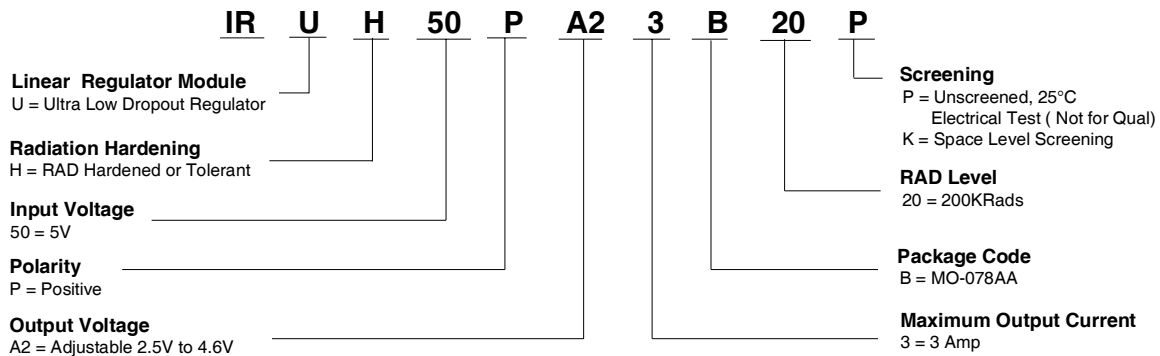 IR U H 50 P A2 3 B 20 P
Linear Regulator Module
U = Ultra Low Dropout Regulator
Radiation Hardening
H = RAD Hardened or Tolerant
Input Voltage
50 = 5V
Polarity
P = Positive
Output Voltage
A2 = Adjustable 2.5V to 4.6V
Screening
P = Unscreened, 25°C
Electrical Test ( Not for Qual)
K = Space Level Screening
RAD Level
20 = 200KRads
Package Code
B = MO-078AA
Maximum Output Current
3 = 3 Amp